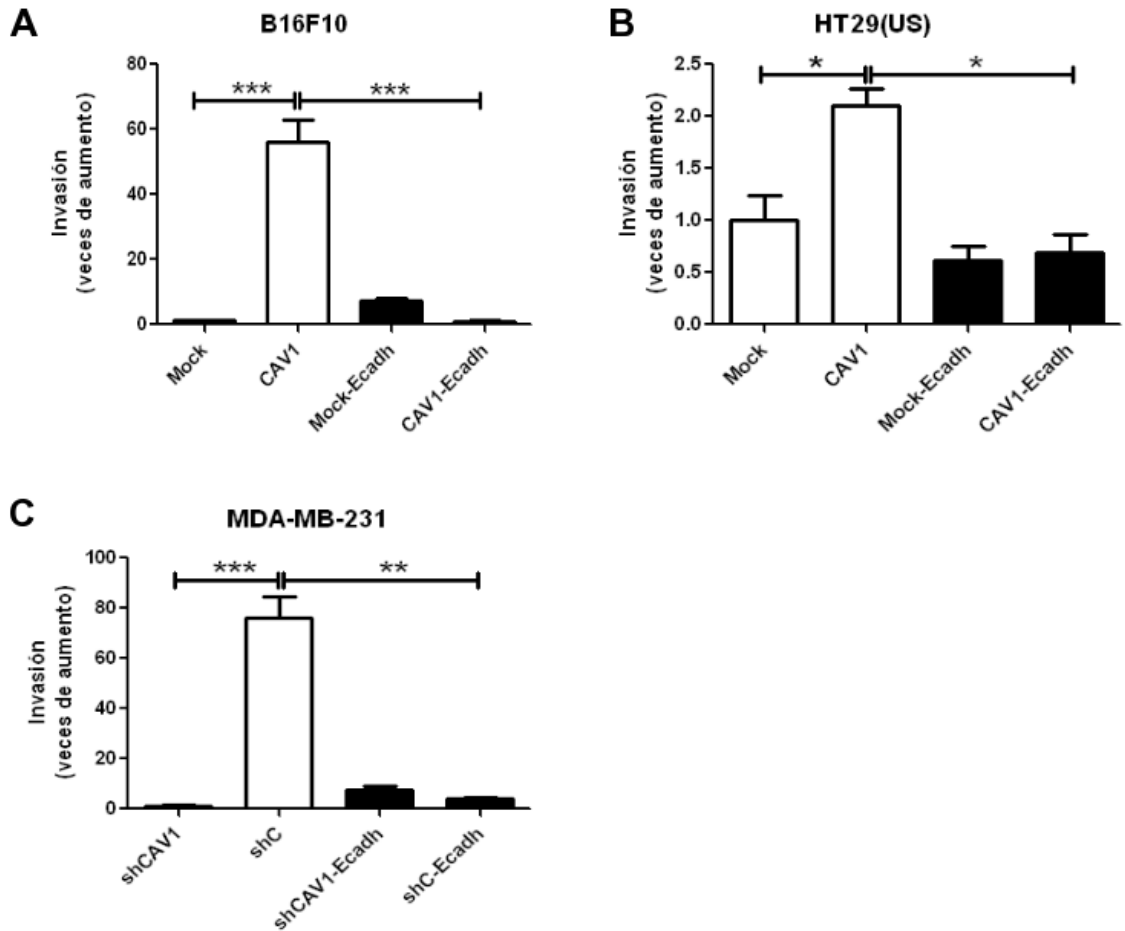 A
B16F10
Invasión
(veces de aumento)
80
60
40
20
0
***
***
Mock
CAV1
Mock-Ecadh
CAV1-Ecadh
B
HT29(US)
Invasión
(veces de aumento)
2.5
2.0
1.5
1.0
0.5
0.0
*
*
Mock
CAV1
Mock-Ecadh
CAV1-Ecadh
C
MDA-MB-231
Invasión
(veces de aumento)
100
80
60
40
20
0
***
**
shCAV1
shC
shCAV1-Ecadh
shC-Ecadh